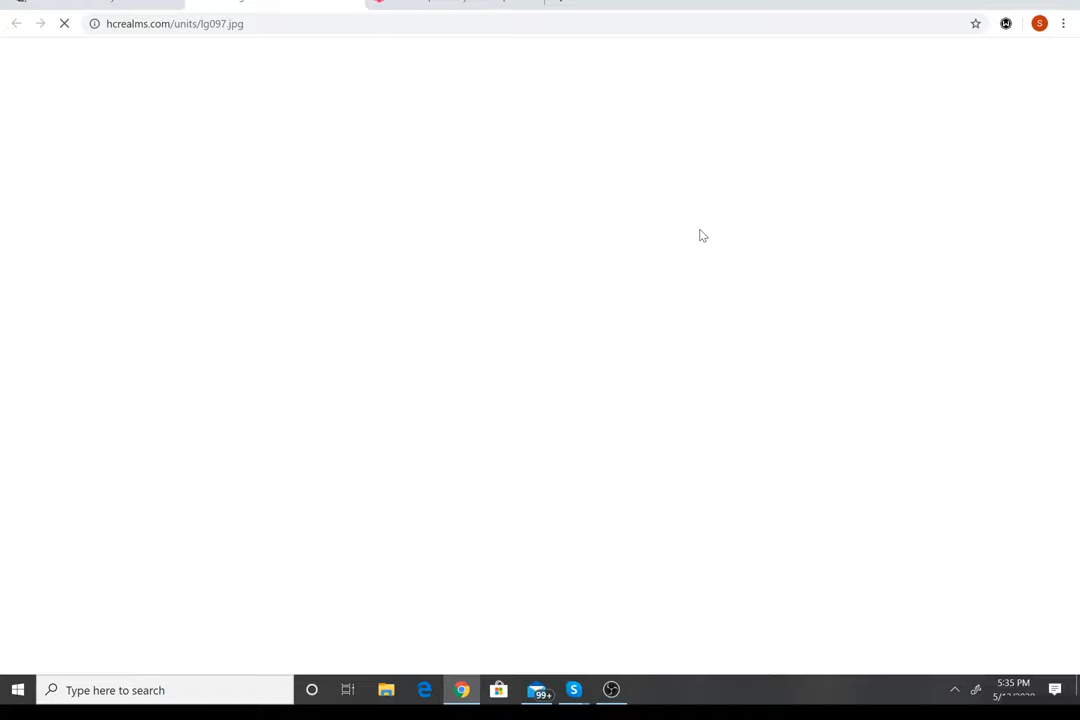 hcrealms.com/units/lg097.jpg
S
Type here to search
99+
S
5:35 PM